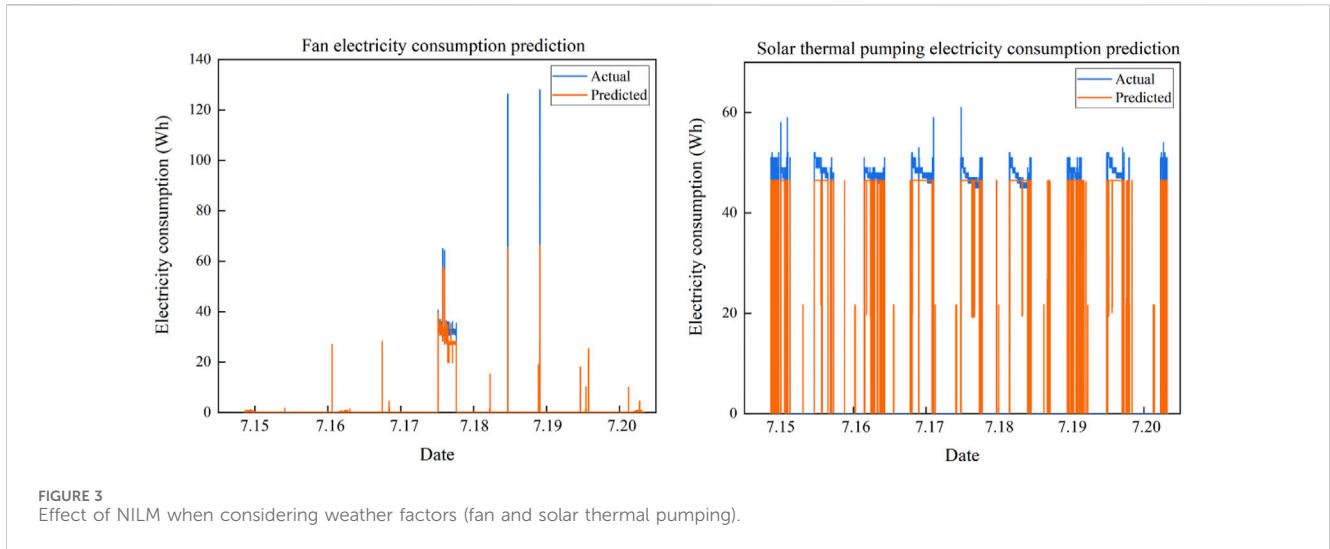 Fan electricity consumption prediction
140
120
100
80
60
40
20
0
Electricity consumption (Wh)
Actual
Predicted
7.15 7.16 7.17 7.18 7.19 7.20
Date
Solar thermal pumping electricity consumption prediction
60
40
20
0
Electricity consumption (Wh)
Actual
Predicted
7.15 7.16 7.17 7.18 7.19 7.20
Date
FIGURE 3
Effect of NILM when considering weather factors (fan and solar thermal pumping).